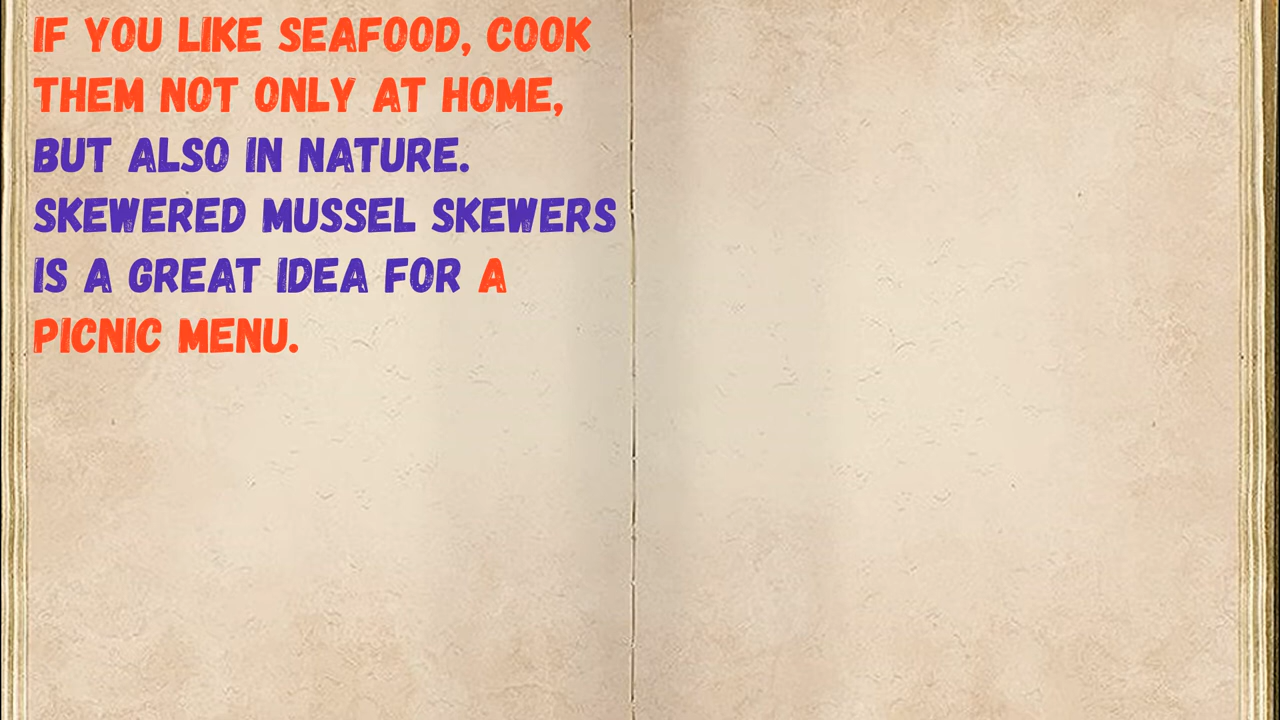 IF YOU LIKE SEAFOOD, COOK
THEM NOT ONLY AT HOME,
BUT ALSO IN NATURE.
SKEWERED MUSSEL SKEWERS
IS A GREAT IDEA FOR A
PICNIC MENU.